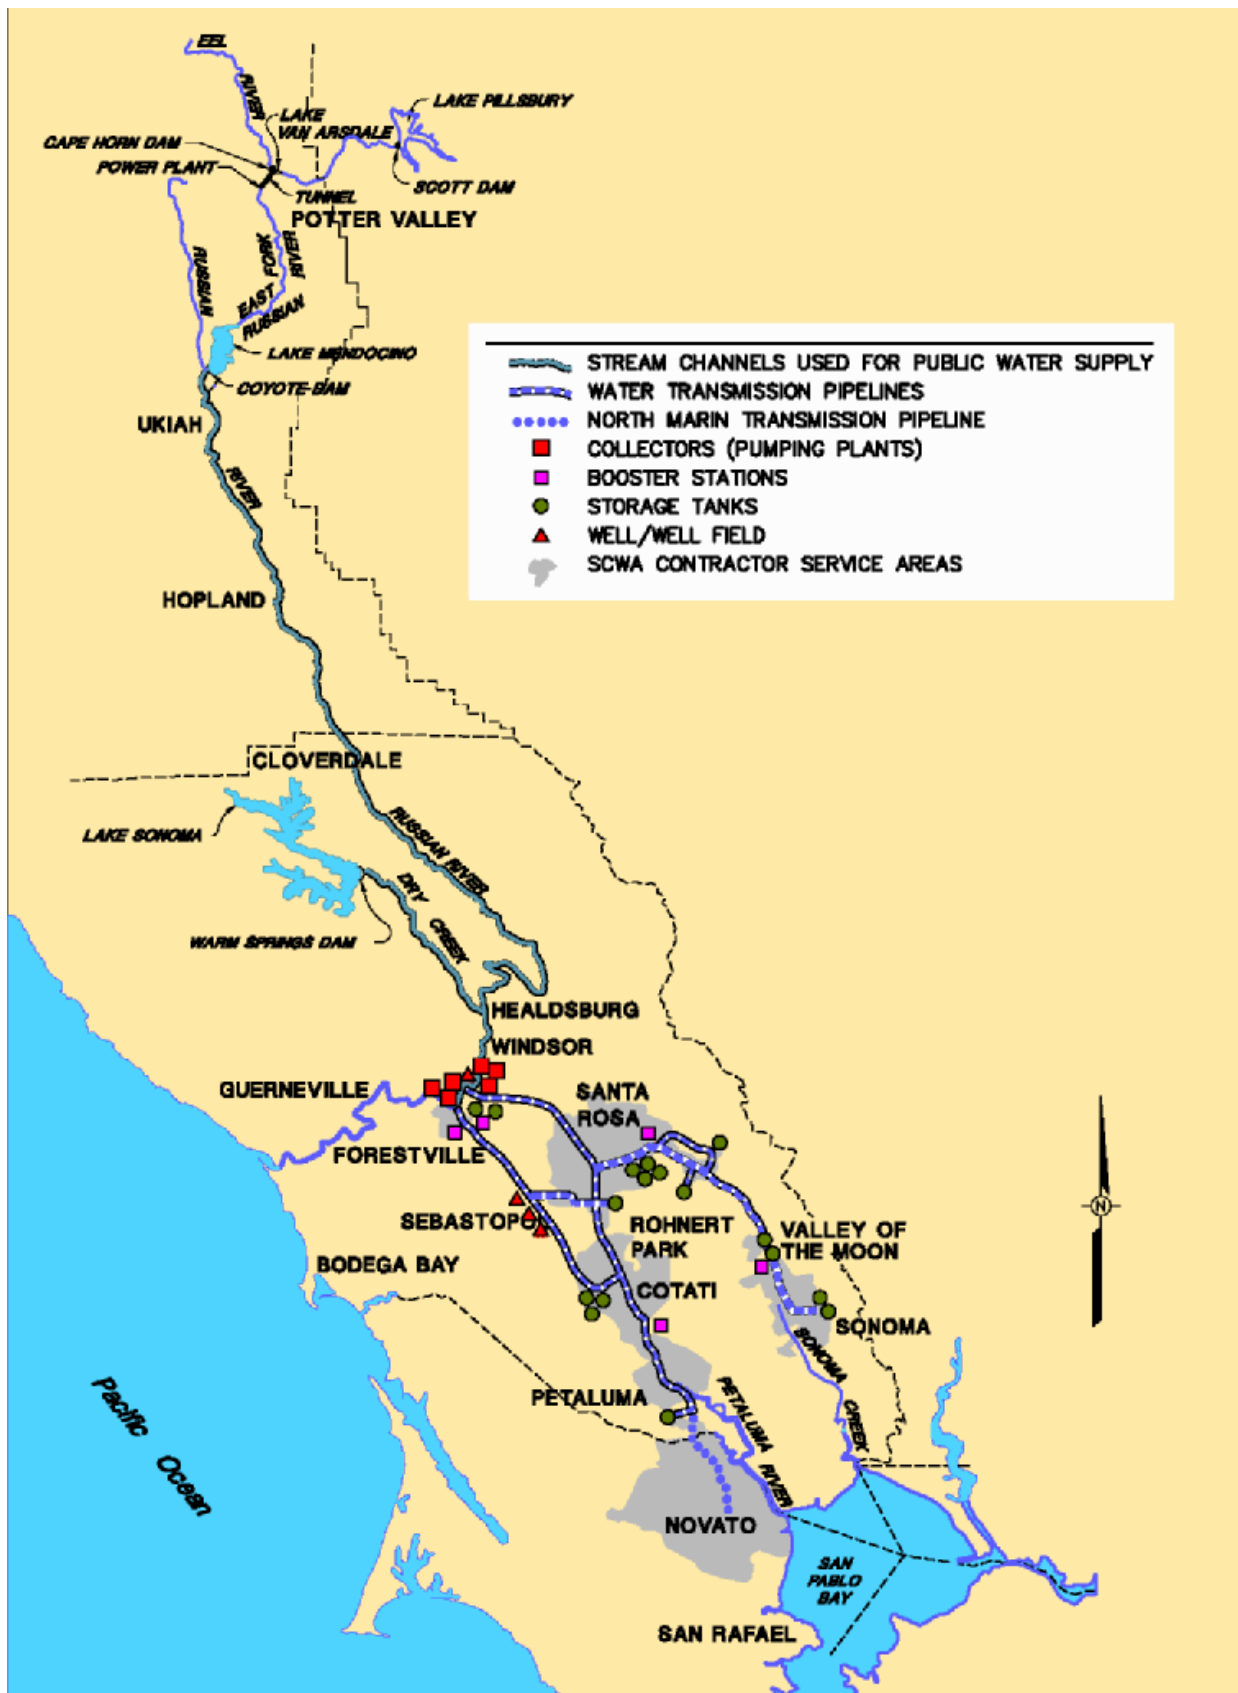 EEL
RIVER
LAKE
VAN ARSDALE
LAKE PILLSBURY
CAPE HORN DAM
POWER PLANT
TUNNEL
SCOTT DAM
POTTER VALLEY
RUSSIAN
EAST FORK
RUSSIAN RIVER
LAKE MENDOCINO
COYOTE DAM
UKIAH
RIVER
HOPLAND
STREAM CHANNELS USED FOR PUBLIC WATER SUPPLY
WATER TRANSMISSION PIPELINES
NORTH MARIN TRANSMISSION PIPELINE
COLLECTORS (PUMPING PLANTS)
BOOSTER STATIONS
STORAGE TANKS
WELL/WELL FIELD
SCWA CONTRACTOR SERVICE AREAS
CLOVERDALE
LAKE SONOMA
RUSSIAN RIVER
DRY CREEK
WARM SPRINGS DAM
HEALDSBURG
WINDSOR
GUERNEVILLE
SANTA
ROSA
FORESTVILLE
SEBASTOPOL
ROHNERT
PARK
VALLEY OF
THE MOON
BODEGA BAY
COTATI
SONOMA
SONOMA CREEK
PETALUMA
PETALUMA RIVER
Pacific Ocean
NOVATO
SAN
PABLO
BAY
SAN RAFAEL
N